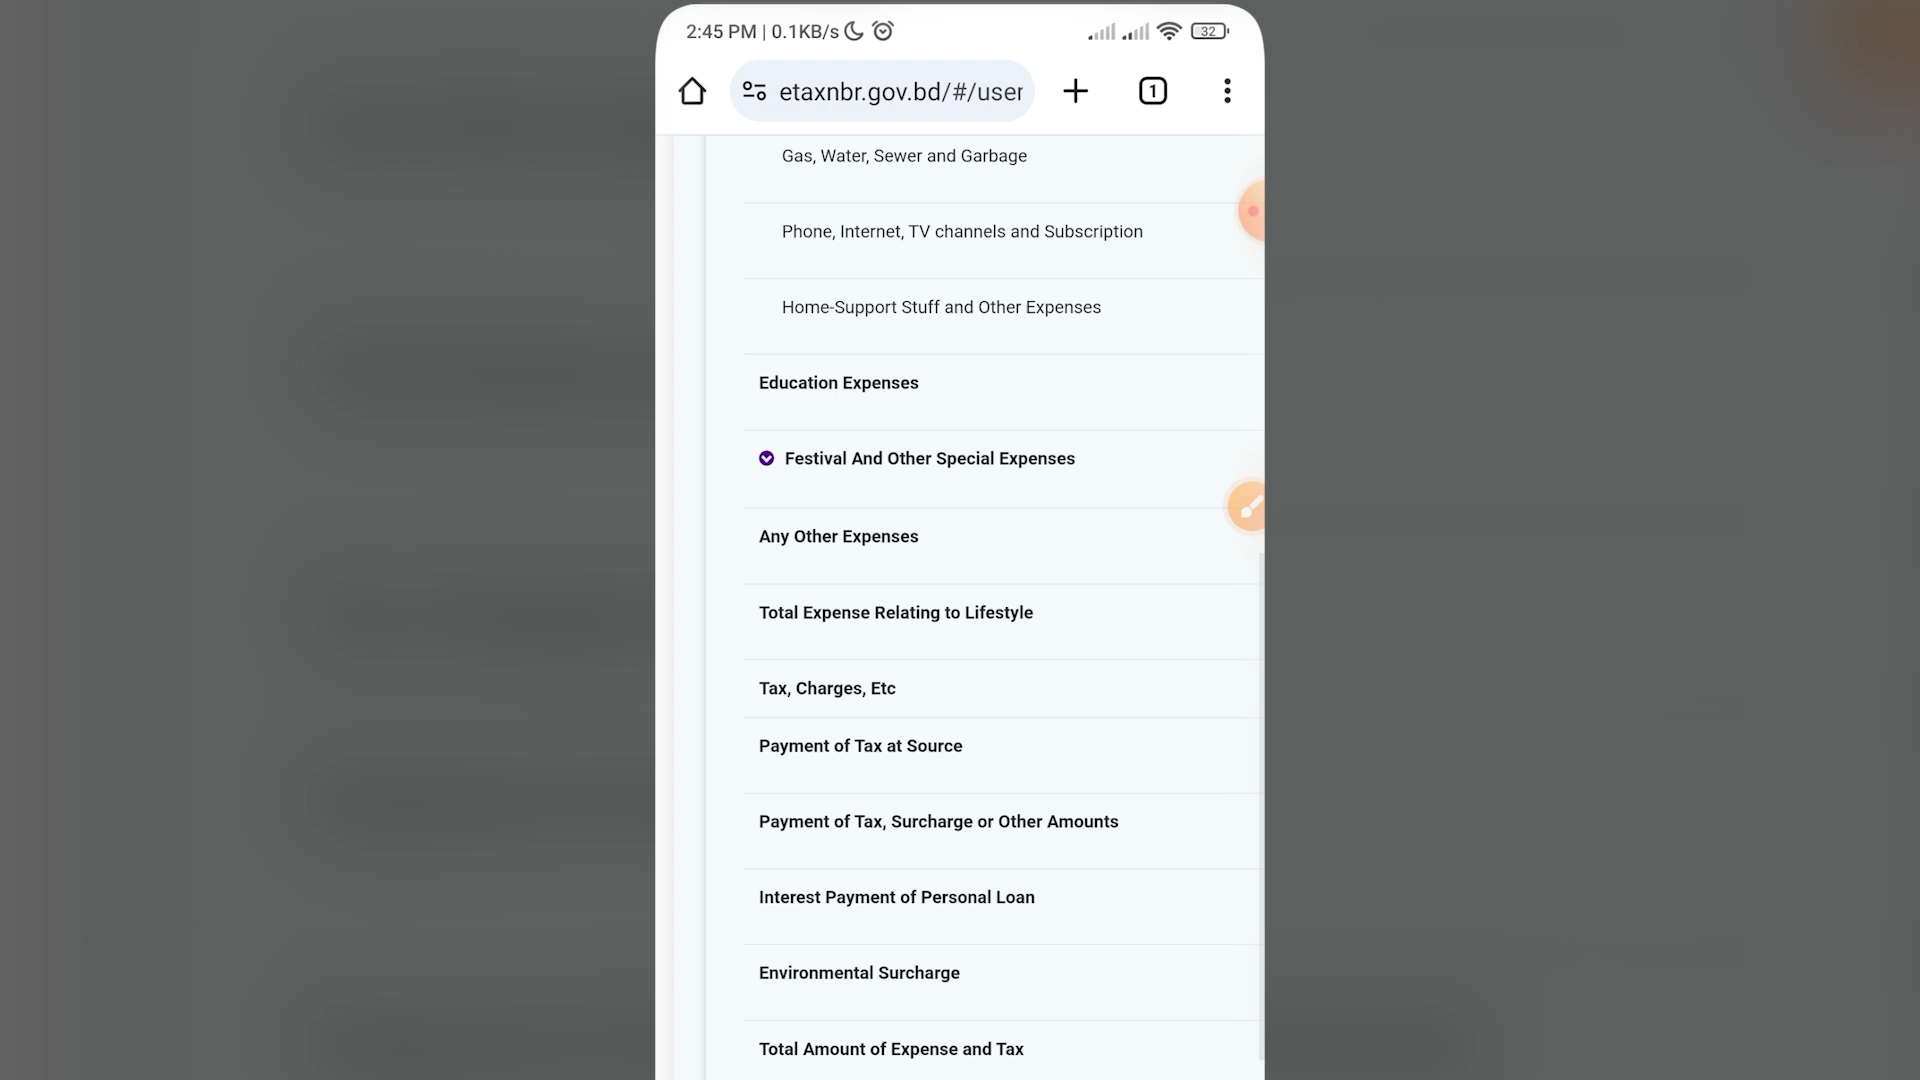 2:45 PM | 0.1KB/s
32
etaxnbr.gov.bd/#/user
1
Gas, Water, Sewer and Garbage
Phone, Internet, TV channels and Subscription
Home-Support Stuff and Other Expenses
Education Expenses
Festival And Other Special Expenses
Any Other Expenses
Total Expense Relating to Lifestyle
Tax, Charges, Etc
Payment of Tax at Source
Payment of Tax, Surcharge or Other Amounts
Interest Payment of Personal Loan
Environmental Surcharge
Total Amount of Expense and Tax